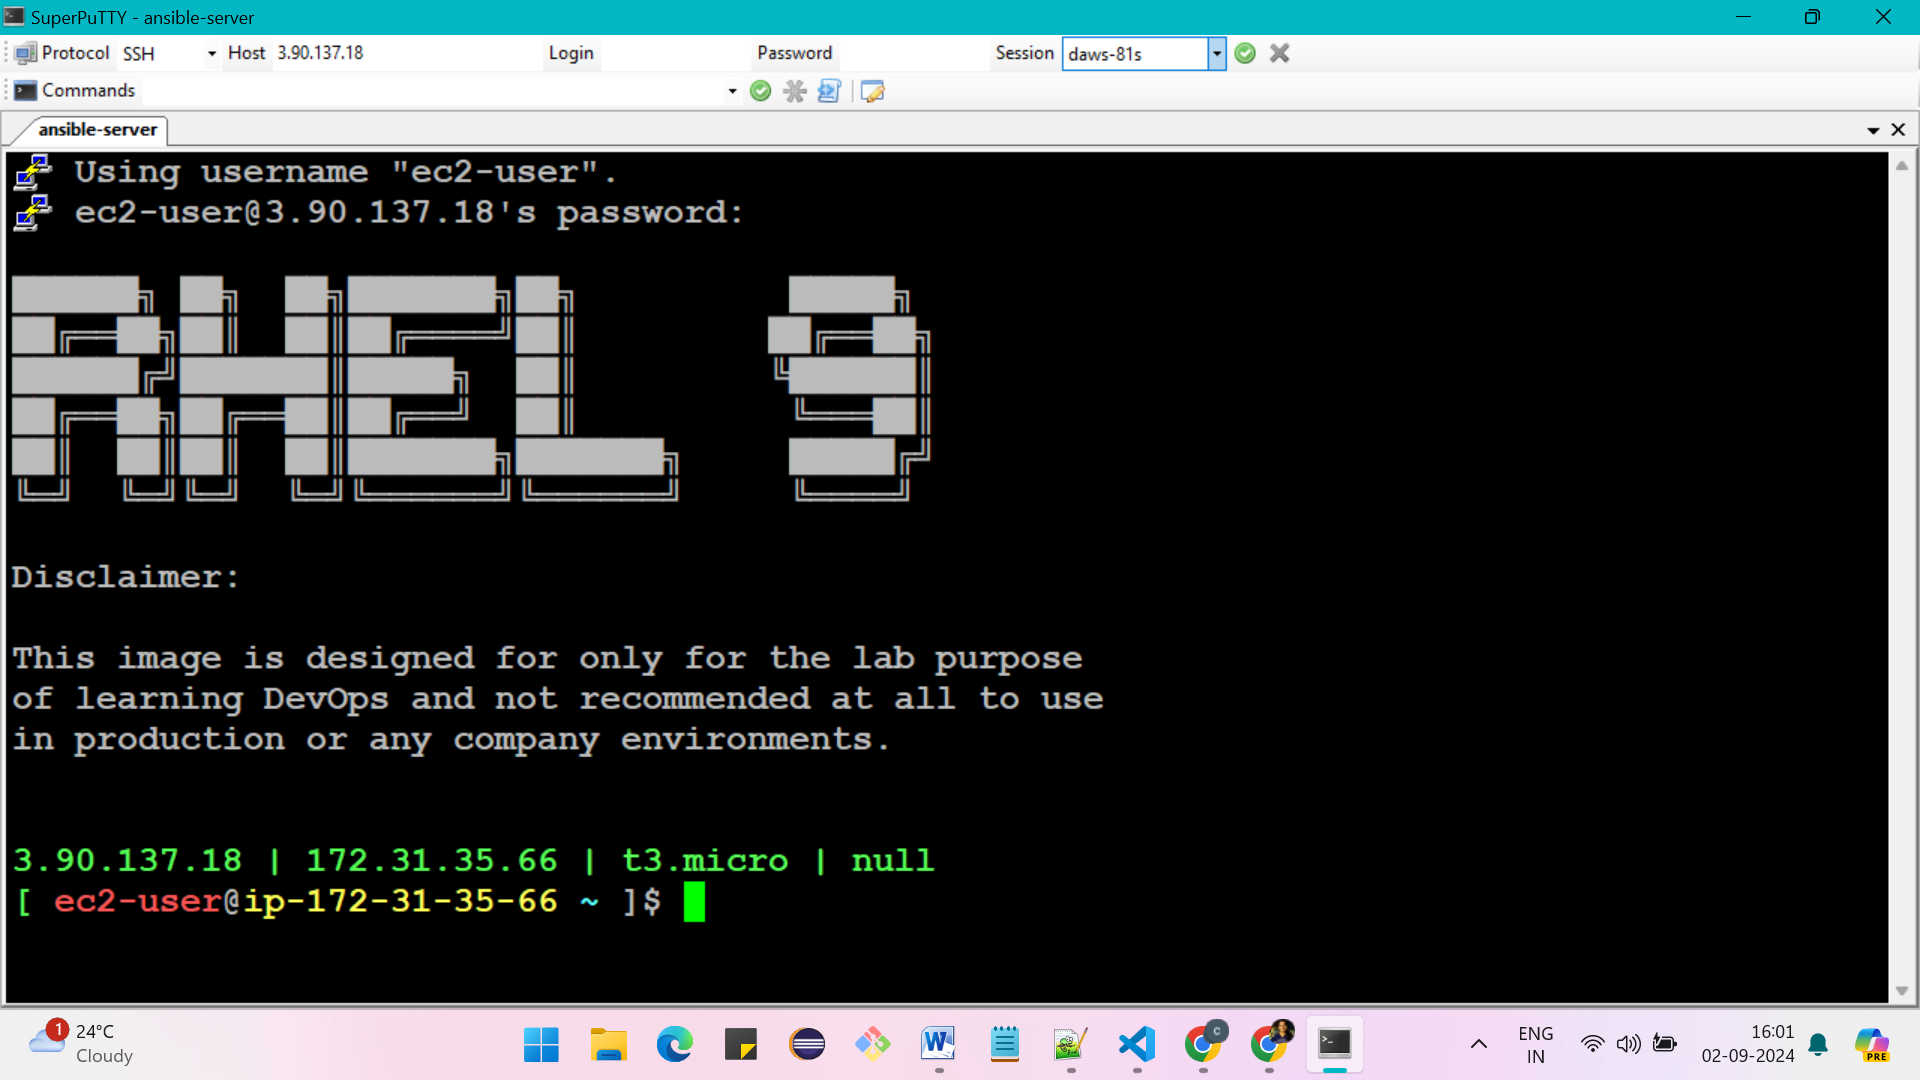 SuperPuTTY - ansible-server
Protocol SSH Host 3.90.137.18 Login Password Session daws-81s
Commands
ansible-server
Using username "ec2-user".
ec2-user@3.90.137.18's password:
RHEL 9
Disclaimer:
This image is designed for only for the lab purpose
of learning DevOps and not recommended at all to use
in production or any company environments.
3.90.137.18 | 172.31.35.66 | t3.micro | null
[ ec2-user@ip-172-31-35-66 ~ ]$
1
24°C
Cloudy
W
C
ENG
IN
16:01
02-09-2024
PRE